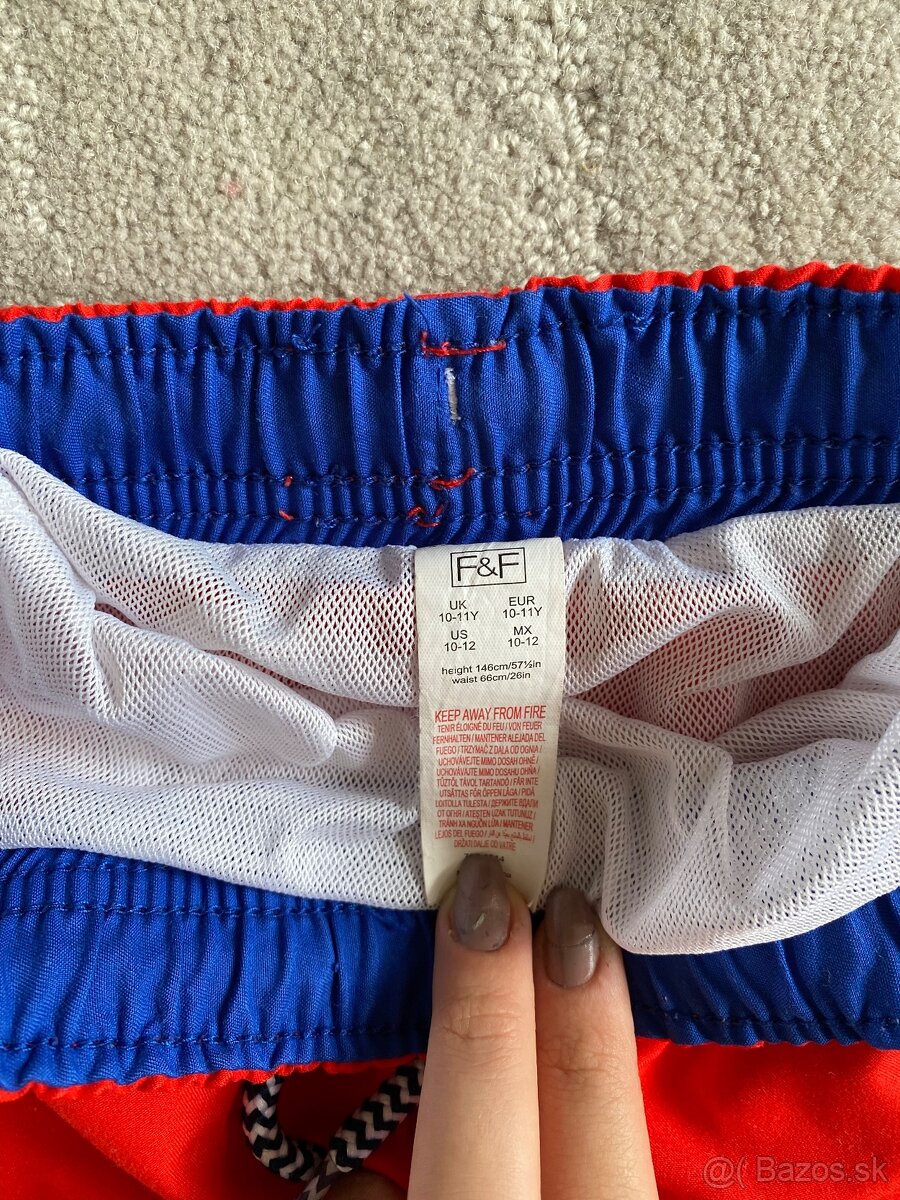 F&F
UK EUR
10-11Y 10-11Y
US MX
10-12 10-12
height 146cm/57½in
waist 66cm/26in
KEEP AWAY FROM FIRE
TENIR ÉLOIGNÉ DU FEU / VON FEUER
FERNHALTEN / MANTENER ALEJADA DEL
FUEGO / TRZYMAĆ Z DALA OD OGNIA /
UCHOVÁVEJTE MIMO DOSAH OHNĚ /
UCHOVÁVAJTE MIMO DOSAHU OHŇA /
TŰZTŐL TÁVOL TARTANDÓ / FÅR INTE
UTSÄTTAS FÖR ÖPPEN LÅGA / PIDÄ
LOITOLLA TULESTA / ДЕРЖИТЕ ВДАЛИ
ОТ ОГНЯ / ATEŞTEN UZAK TUTUNUZ /
TRÁNH XA NGUỒN LỬA / MANTENER
LEJOS DEL FUEGO /
DRŽATI DALJE OD VATRE
@( Bazos.sk